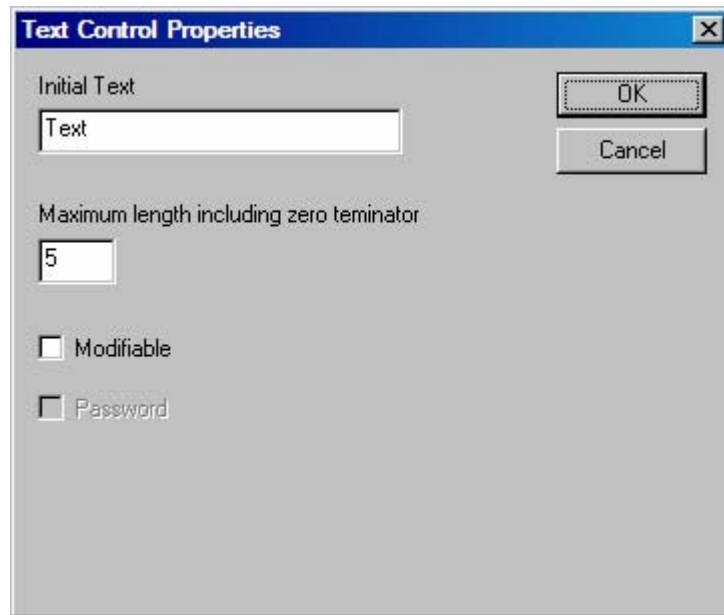 Text Control Properties
Initial Text
OK
Text
Cancel
Maximum length including zero teminator
5
Modifiable
Password